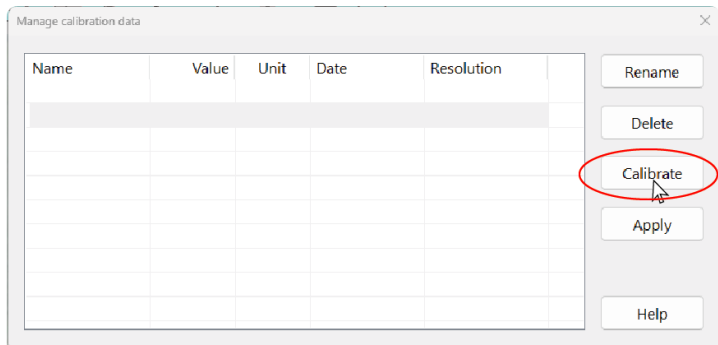 Manage calibration data
Name Value Unit Date Resolution
Rename
Delete
Calibrate
Apply
Help